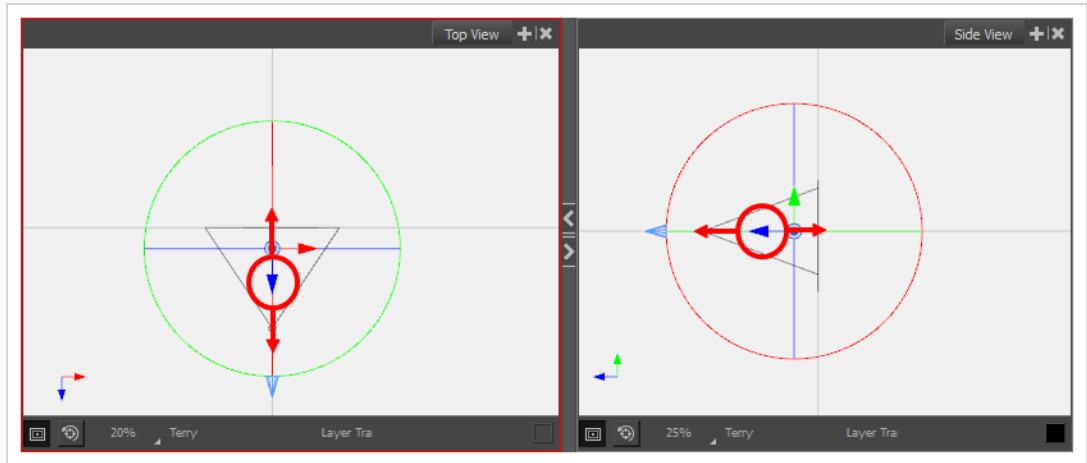 Top View
Side View
20% Terry Layer Tra
25% Terry Layer Tra